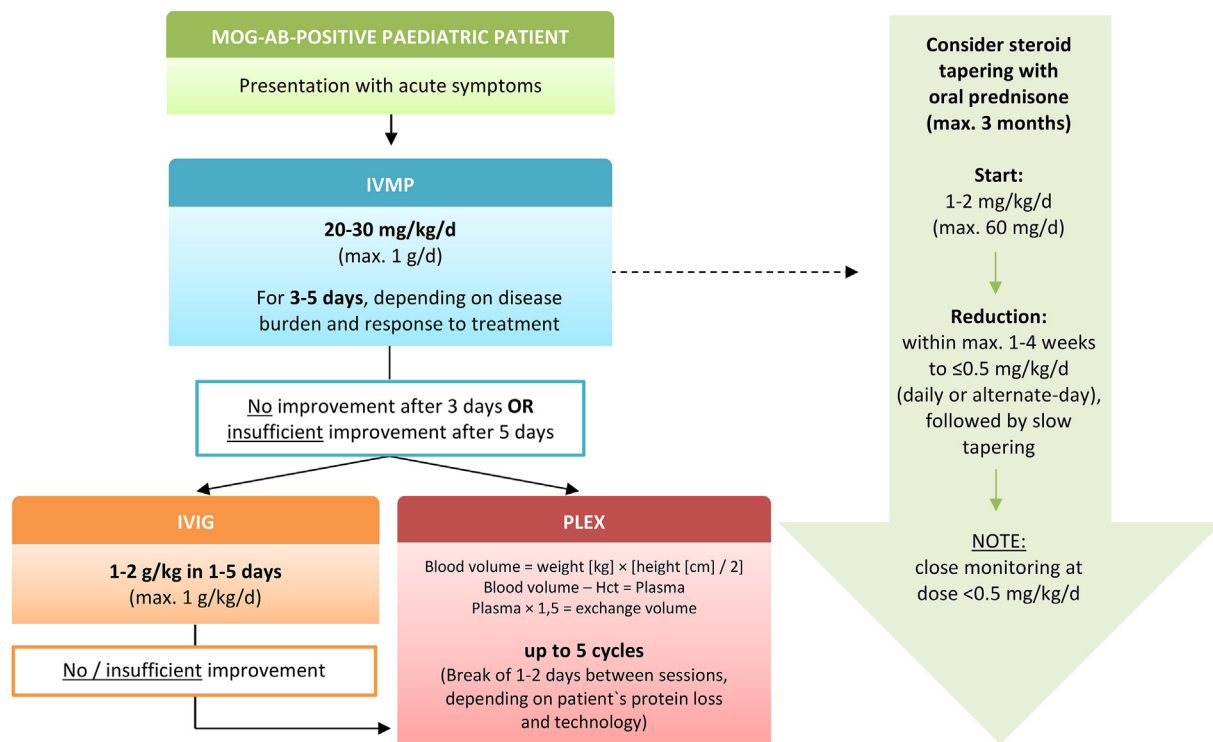 MOG-AB-POSITIVE PAEDIATRIC PATIENT
Presentation with acute symptoms
IVMP
20-30 mg/kg/d
(max. 1 g/d)
For 3-5 days, depending on disease
burden and response to treatment
No improvement after 3 days OR
insufficient improvement after 5 days
IVIG
1-2 g/kg in 1-5 days
(max. 1 g/kg/d)
No / insufficient improvement
PLEX
Blood volume = weight [kg] × [height [cm] / 2]
Blood volume – Hct = Plasma
Plasma × 1,5 = exchange volume
up to 5 cycles
(Break of 1-2 days between sessions,
depending on patient`s protein loss
and technology)
Consider steroid
tapering with
oral prednisone
(max. 3 months)
Start:
1-2 mg/kg/d
(max. 60 mg/d)
Reduction:
within max. 1-4 weeks
to ≤0.5 mg/kg/d
(daily or alternate-day),
followed by slow
tapering
NOTE:
close monitoring at
dose <0.5 mg/kg/d